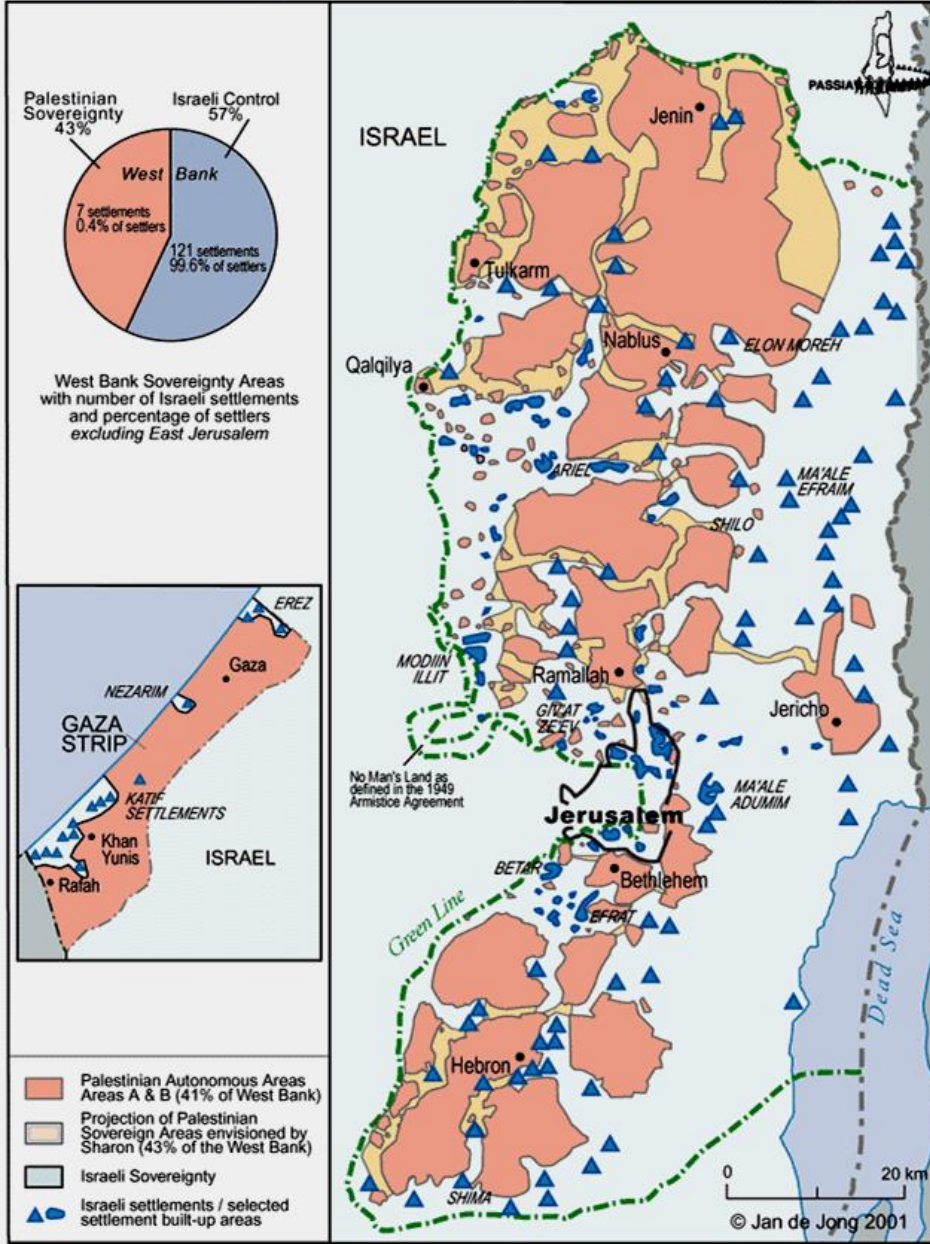 Palestinian
Sovereignty
43%
Israeli Control
57%
West Bank
7 settlements
0.4% of settlers
121 settlements
99.6% of settlers
West Bank Sovereignty Areas
with number of Israeli settlements
and percentage of settlers
excluding East Jerusalem
EREZ
Gaza
NEZARIM
GAZA
STRIP
KATIF
SETTLEMENTS
Khan
Yunis
ISRAEL
Rafah
Palestinian Autonomous Areas
Areas A & B (41% of West Bank)
Projection of Palestinian
Sovereign Areas envisioned by
Sharon (43% of the West Bank)
Israeli Sovereignty
Israeli settlements / selected
settlement built-up areas
PASSIA
ISRAEL
Jenin
Tulkarm
Nablus
ELON MOREH
Qalqilya
ARIEL
MA'ALE
EFRAIM
SHILO
MODIIN
ILLIT
Ramallah
GIV'AT
ZE'EV
Jericho
No Man's Land as
defined in the 1949
Armistice Agreement
MA'ALE
ADUMIM
Jerusalem
BETAR
Bethlehem
EFRAT
Green Line
Dead Sea
Hebron
SHIMA
0 20 km
© Jan de Jong 2001